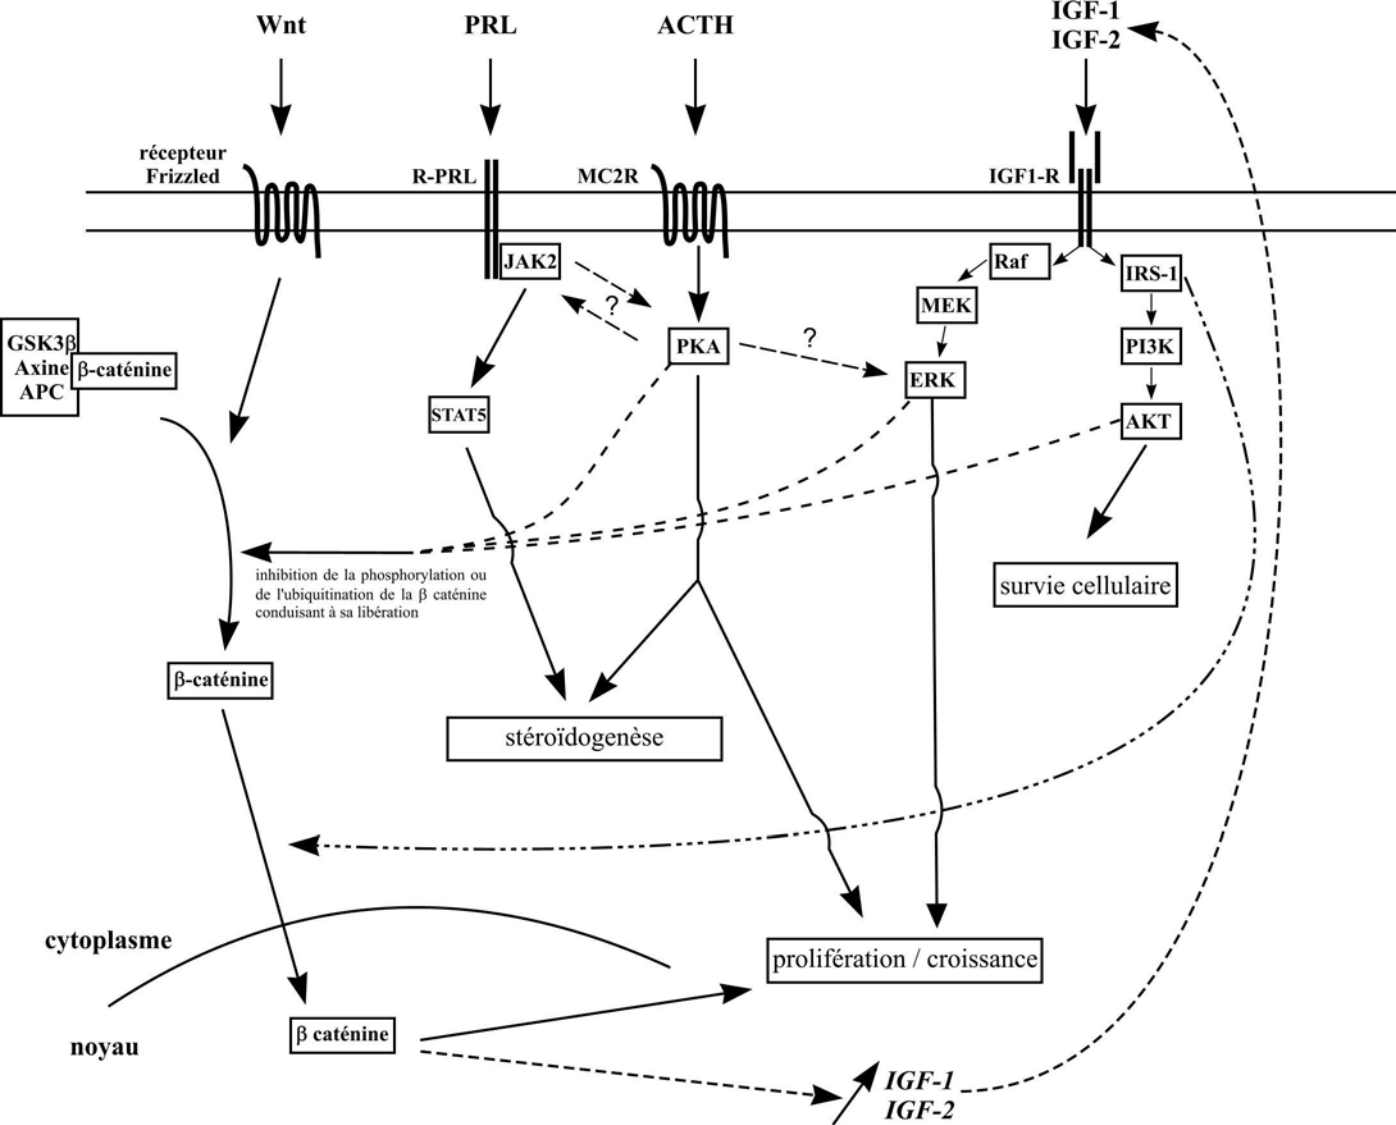 Wnt
PRL
ACTH
IGF-1
IGF-2
récepteur
Frizzled
R-PRL
MC2R
IGF1-R
JAK2
Raf
IRS-1
MEK
?
?
GSK3β
Axine
APC
β-caténine
PKA
PI3K
ERK
STAT5
AKT
inhibition de la phosphorylation ou
de l'ubiquitination de la β caténine
conduisant à sa libération
survie cellulaire
β-caténine
stéroïdogenèse
cytoplasme
prolifération / croissance
noyau
β caténine
IGF-1
IGF-2